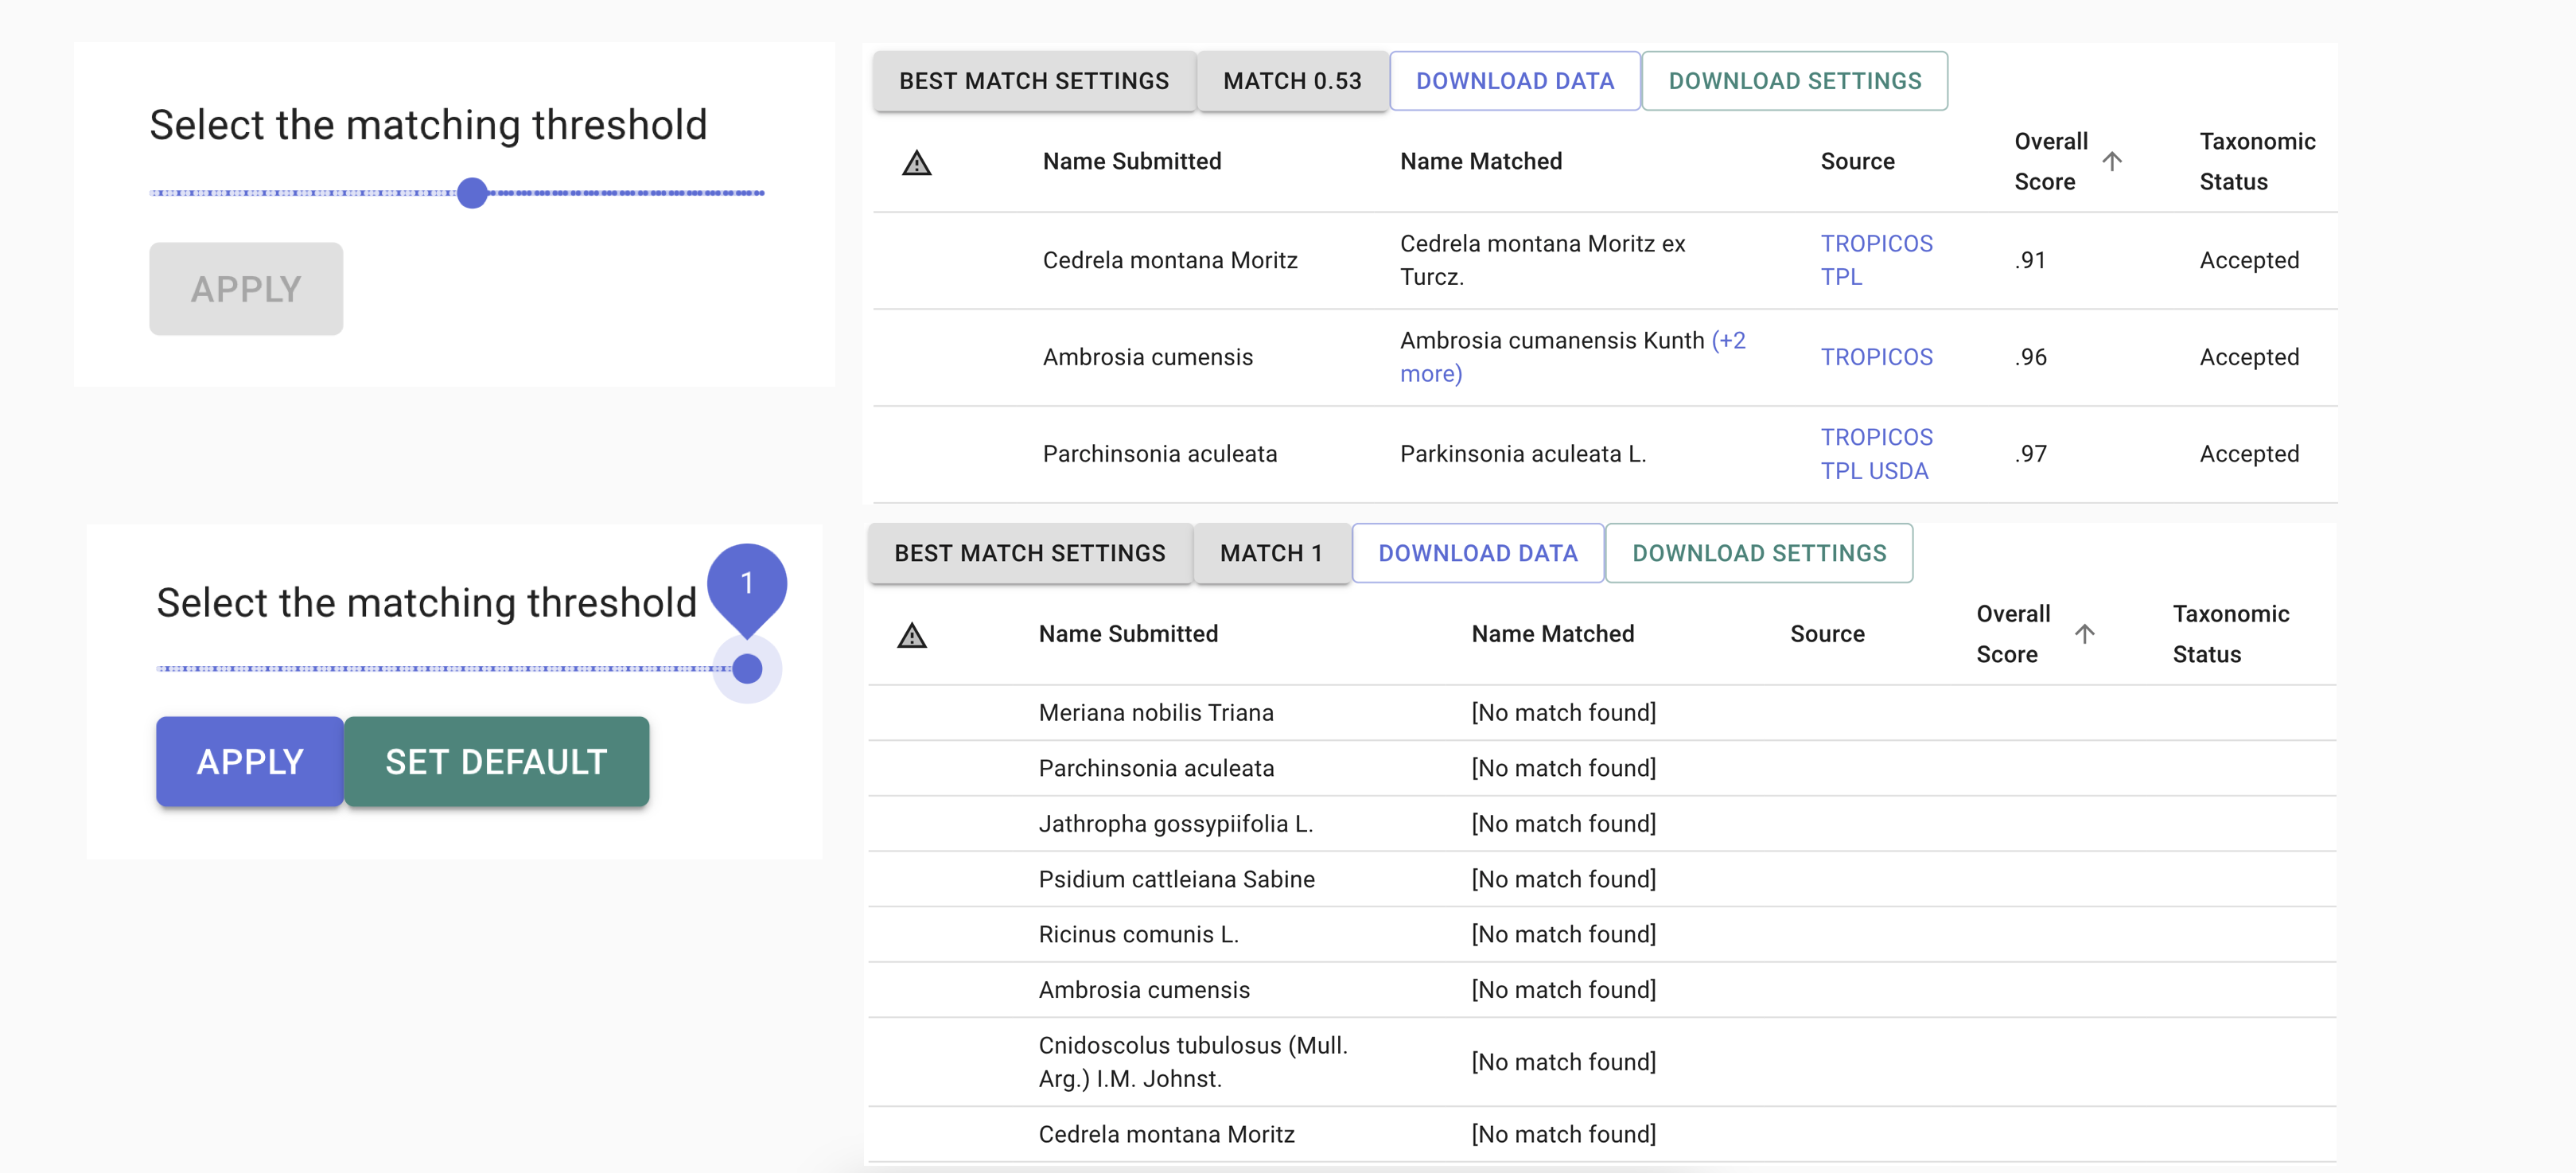 Select the matching threshold
APPLY
BEST MATCH SETTINGS MATCH 0.53 DOWNLOAD DATA DOWNLOAD SETTINGS
Name Submitted Name Matched Source Overall Score Taxonomic Status
Cedrela montana Moritz Cedrela montana Moritz ex Turcz. TROPICOS TPL .91 Accepted
Ambrosia cumensis Ambrosia cumanensis Kunth (+2 more) TROPICOS .96 Accepted
Parchinsonia aculeata Parkinsonia aculeata L. TROPICOS TPL USDA .97 Accepted
Select the matching threshold
1
APPLY SET DEFAULT
BEST MATCH SETTINGS MATCH 1 DOWNLOAD DATA DOWNLOAD SETTINGS
Name Submitted Name Matched Source Overall Score Taxonomic Status
Meriana nobilis Triana [No match found]
Parchinsonia aculeata [No match found]
Jathropha gossypiifolia L. [No match found]
Psidium cattleiana Sabine [No match found]
Ricinus comunis L. [No match found]
Ambrosia cumensis [No match found]
Cnidoscolus tubulosus (Mull. Arg.) I.M. Johnst. [No match found]
Cedrela montana Moritz [No match found]